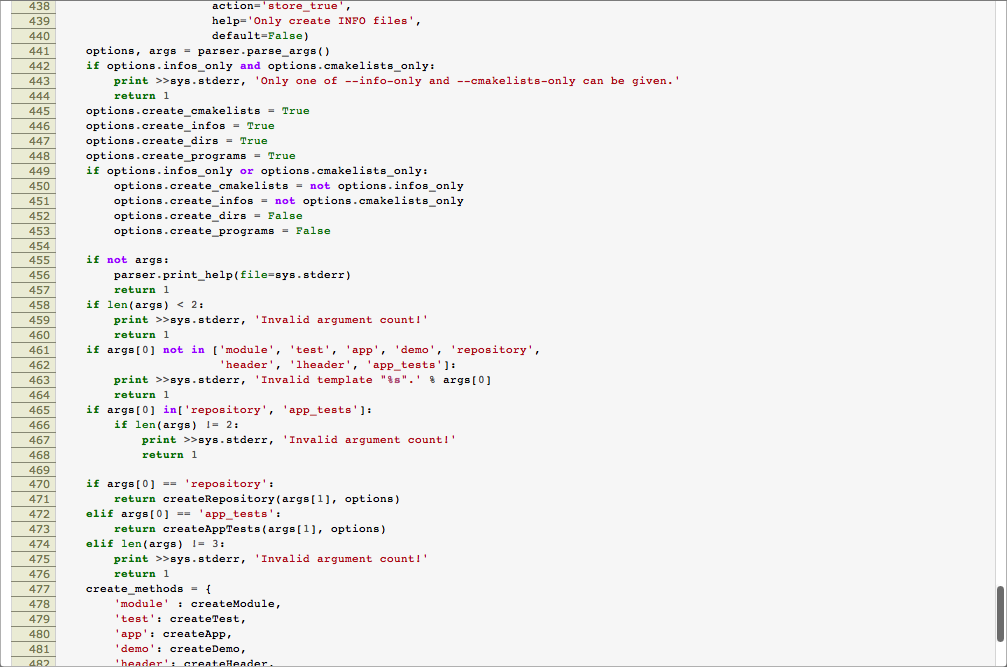 438 action='store_true',
439 help='Only create INFO files',
440 default=False)
441 options, args = parser.parse_args()
442 if options.infos_only and options.cmakelists_only:
443 print >>sys.stderr, 'Only one of --info-only and --cmakelists-only can be given.'
444 return 1
445 options.create_cmakelists = True
446 options.create_infos = True
447 options.create_dirs = True
448 options.create_programs = True
449 if options.infos_only or options.cmakelists_only:
450 options.create_cmakelists = not options.infos_only
451 options.create_infos = not options.cmakelists_only
452 options.create_dirs = False
453 options.create_programs = False
454
455 if not args:
456 parser.print_help(file=sys.stderr)
457 return 1
458 if len(args) < 2:
459 print >>sys.stderr, 'Invalid argument count!'
460 return 1
461 if args[0] not in ['module', 'test', 'app', 'demo', 'repository',
462 'header', 'lheader', 'app_tests']:
463 print >>sys.stderr, 'Invalid template "%s".' % args[0]
464 return 1
465 if args[0] in['repository', 'app_tests']:
466 if len(args) != 2:
467 print >>sys.stderr, 'Invalid argument count!'
468 return 1
469
470 if args[0] == 'repository':
471 return createRepository(args[1], options)
472 elif args[0] == 'app_tests':
473 return createAppTests(args[1], options)
474 elif len(args) != 3:
475 print >>sys.stderr, 'Invalid argument count!'
476 return 1
477 create_methods = {
478 'module' : createModule,
479 'test': createTest,
480 'app': createApp,
481 'demo': createDemo,
482 'header': createHeader,